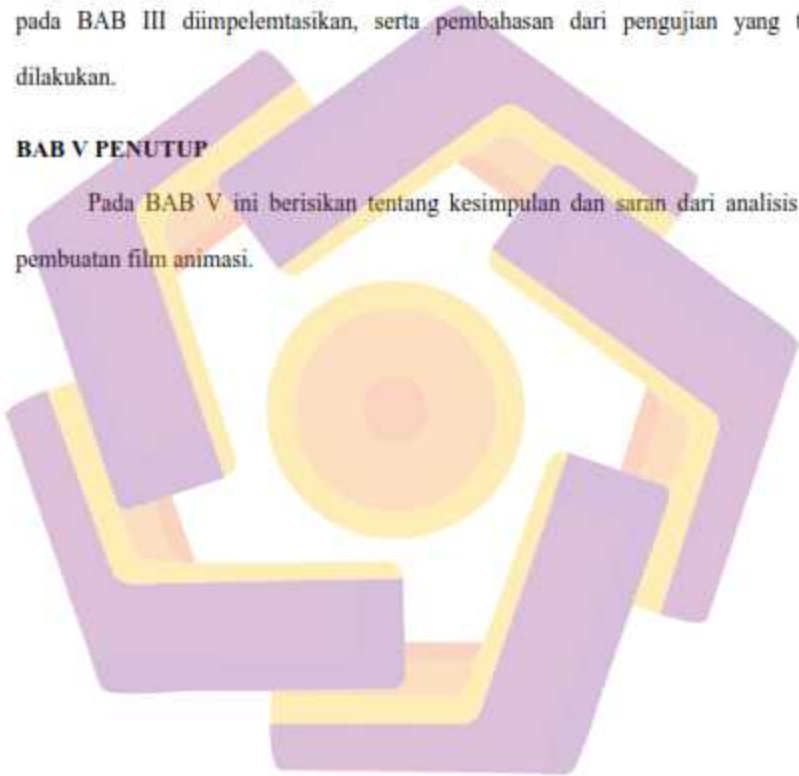 pada BAB III diimpelemtasikan, serta pembahasan dari pengujian yang
dilakukan.
BAB V PENUTUP
Pada BAB V ini berisikan tentang kesimpulan dan saran dari analisis
pembuatan film animasi.